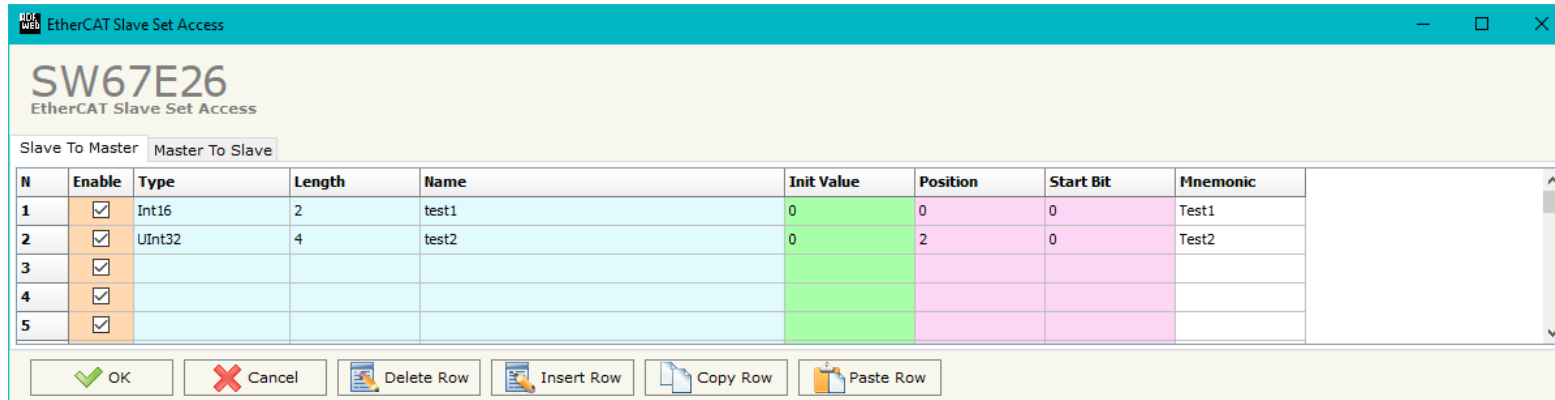 ADF WEB EtherCAT Slave Set Access
SW67E26
EtherCAT Slave Set Access
Slave To Master Master To Slave
N Enable Type Length Name Init Value Position Start Bit Mnemonic
1 Int16 2 test1 0 0 0 Test1
2 UInt32 4 test2 0 2 0 Test2
3
4
5
OK Cancel Delete Row Insert Row Copy Row Paste Row